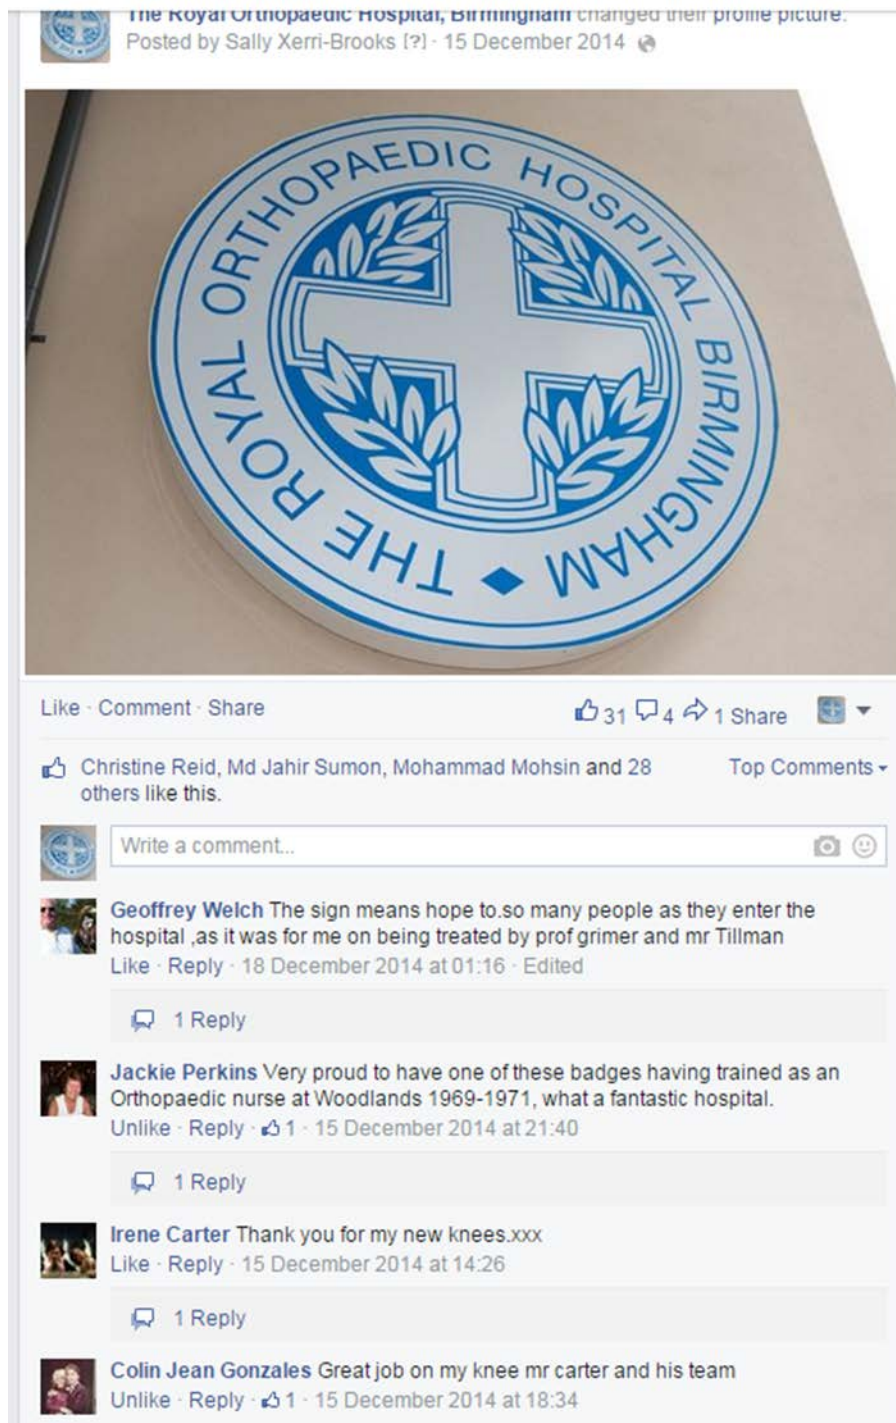 The Royal Orthopaedic Hospital, Birmingham changed their profile picture.
Posted by Sally Xerri-Brooks [?] · 15 December 2014
THE ROYAL ORTHOPAEDIC HOSPITAL BIRMINGHAM
Like · Comment · Share
31 4 1 Share
Christine Reid, Md Jahir Sumon, Mohammad Mohsin and 28
others like this.
Top Comments
Write a comment...
Geoffrey Welch The sign means hope to.so many people as they enter the
hospital ,as it was for me on being treated by prof grimer and mr Tillman
Like · Reply · 18 December 2014 at 01:16 · Edited
1 Reply
Jackie Perkins Very proud to have one of these badges having trained as an
Orthopaedic nurse at Woodlands 1969-1971, what a fantastic hospital.
Unlike · Reply · 1 · 15 December 2014 at 21:40
1 Reply
Irene Carter Thank you for my new knees.xxx
Like · Reply · 15 December 2014 at 14:26
1 Reply
Colin Jean Gonzales Great job on my knee mr carter and his team
Unlike · Reply · 1 · 15 December 2014 at 18:34